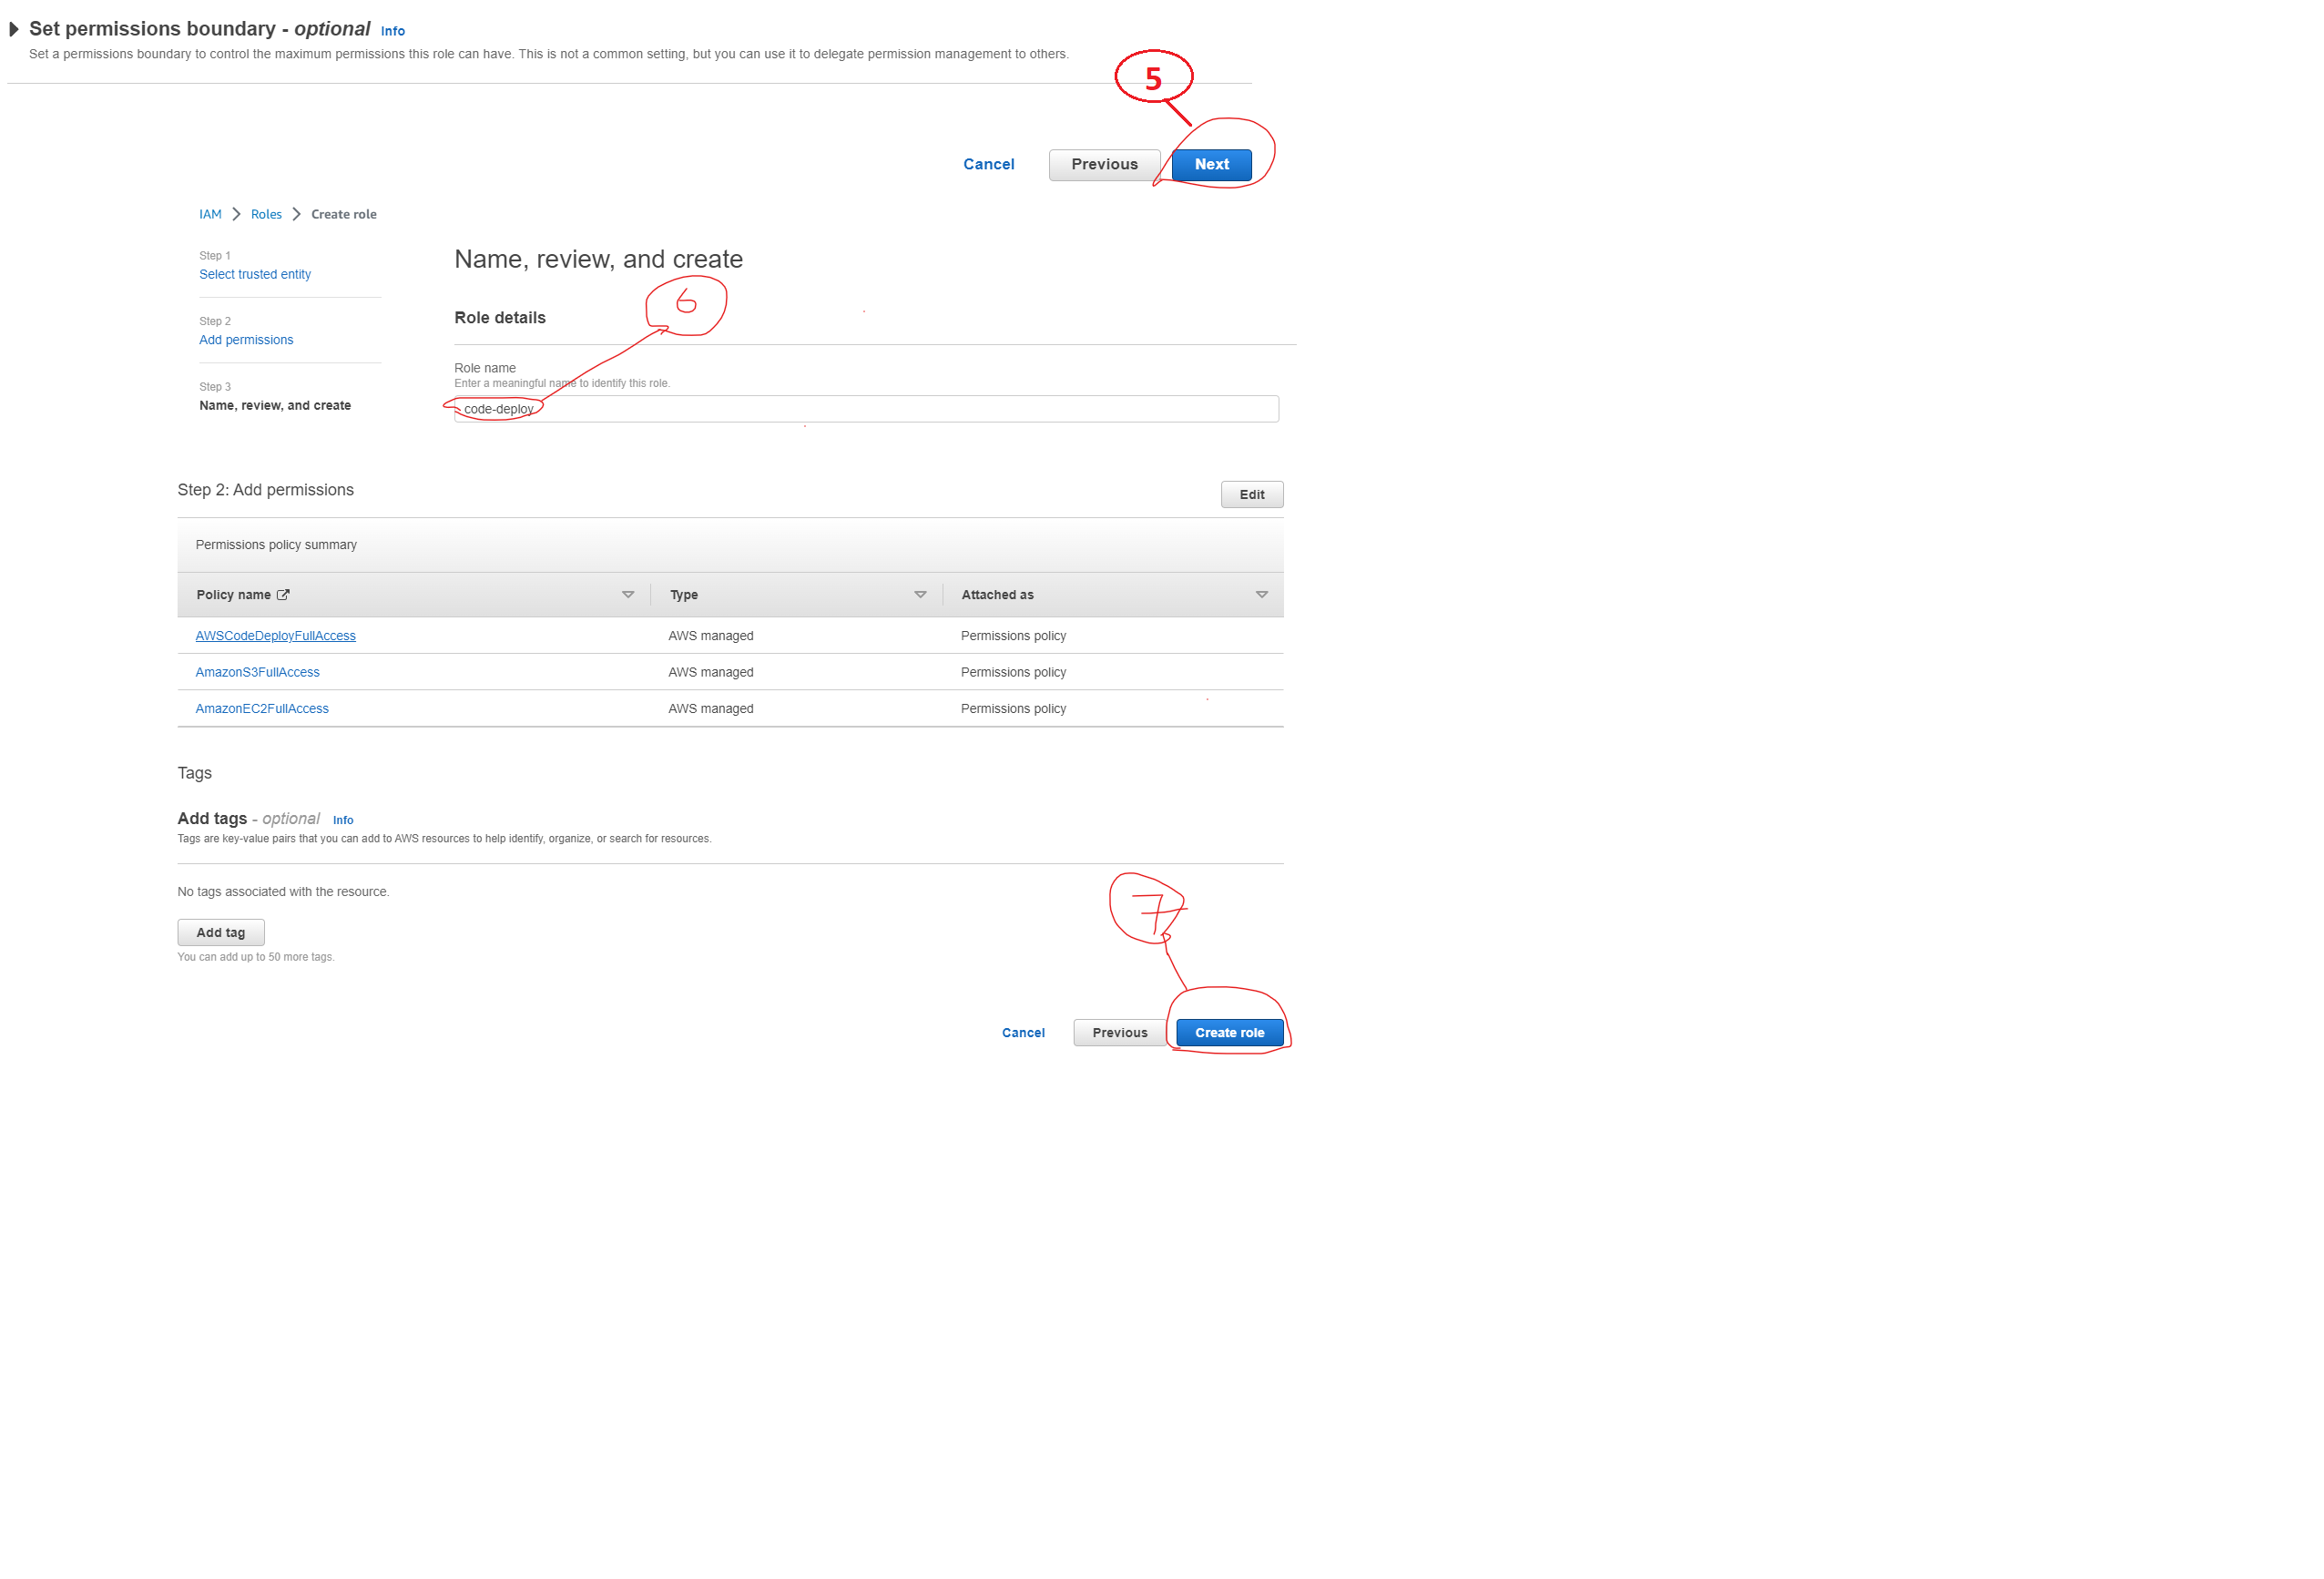 Set permissions boundary - optional Info
Set a permissions boundary to control the maximum permissions this role can have. This is not a common setting, but you can use it to delegate permission management to others.
5
Cancel Previous Next
IAM Roles Create role
Step 1
Select trusted entity
Step 2
Add permissions
Step 3
Name, review, and create
Name, review, and create
6
Role details
Role name
Enter a meaningful name to identify this role.
code-deploy
Step 2: Add permissions Edit
Permissions policy summary
Policy name Type Attached as
AWSCodeDeployFullAccess AWS managed Permissions policy
AmazonS3FullAccess AWS managed Permissions policy
AmazonEC2FullAccess AWS managed Permissions policy
Tags
Add tags - optional Info
Tags are key-value pairs that you can add to AWS resources to help identify, organize, or search for resources.
No tags associated with the resource.
7
Add tag
You can add up to 50 more tags.
Cancel Previous Create role